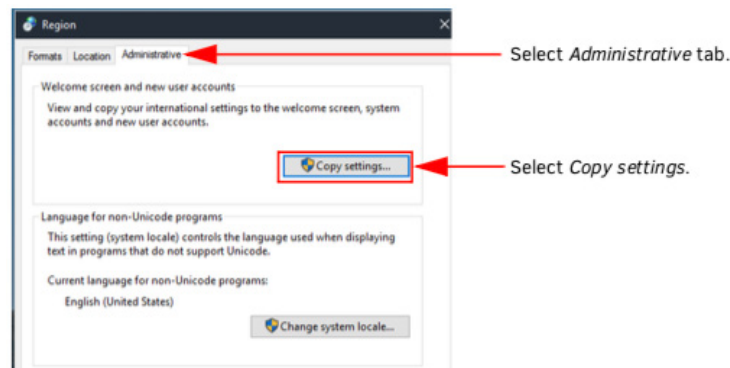 Region
Formats Location Administrative
Select Administrative tab.
Welcome screen and new user accounts
View and copy your international settings to the welcome screen, system
accounts and new user accounts.
Copy settings...
Select Copy settings.
Language for non-Unicode programs
This setting (system locale) controls the language used when displaying
text in programs that do not support Unicode.
Current language for non-Unicode programs:
English (United States)
Change system locale...